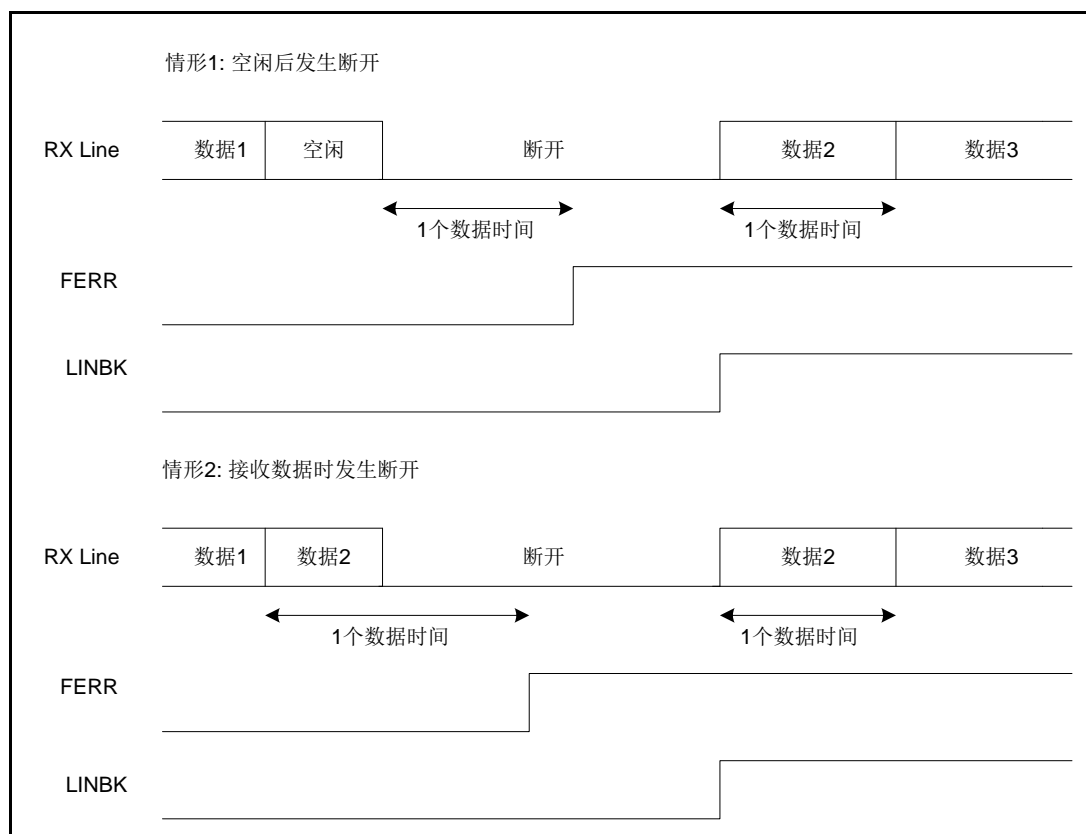 情形1: 空闲后发生断开
RX Line 数据1 空闲 断开 数据2 数据3
1个数据时间 1个数据时间
FERR
LINBK
情形2: 接收数据时发生断开
RX Line 数据1 数据2 断开 数据2 数据3
1个数据时间 1个数据时间
FERR
LINBK